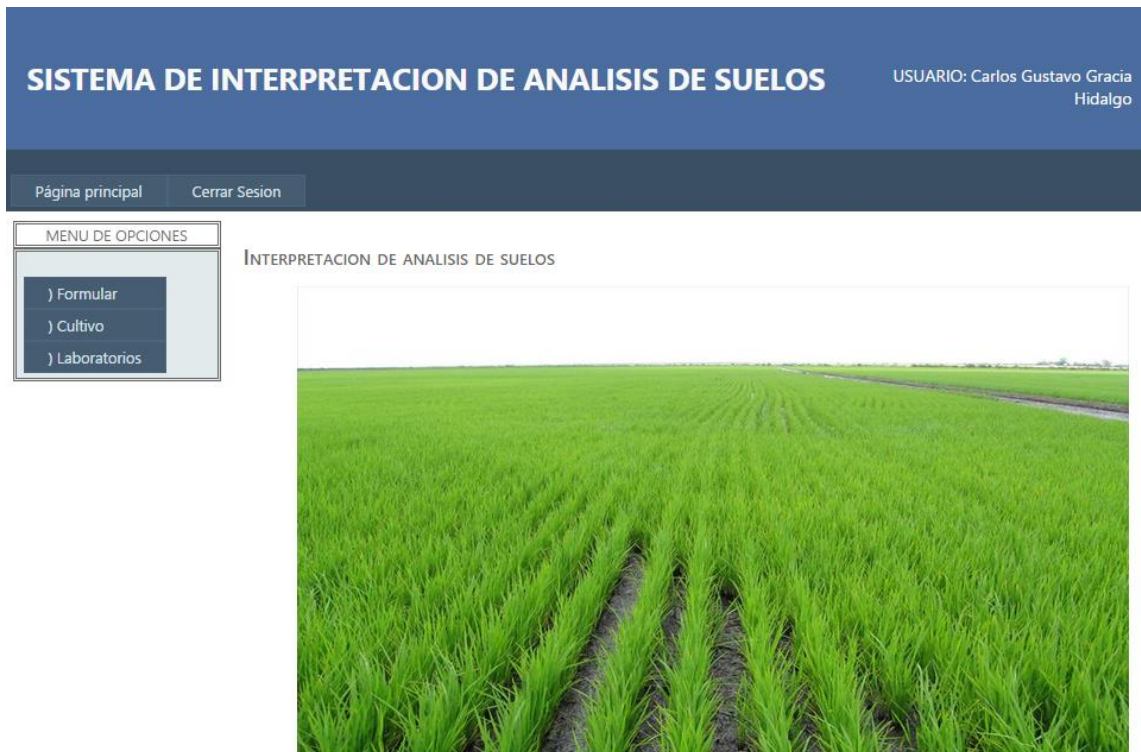 SISTEMA DE INTERPRETACION DE ANALISIS DE SUELOS
USUARIO: Carlos Gustavo Gracia
Hidalgo
Página principal
Cerrar Sesion
MENU DE OPCIONES
INTERPRETACION DE ANALISIS DE SUELOS
) Formular
) Cultivo
) Laboratorios